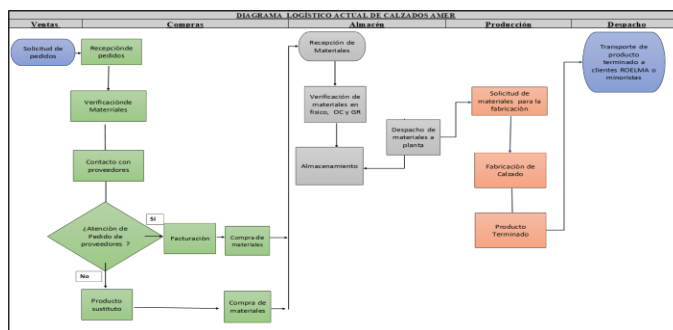 DIAGRAMA LOGÍSTICO ACTUAL DE CALZADOS AMER
Ventas
Compras
Almacén
Producción
Despacho
Solicitud de
pedidos
Recepciónde
pedidos
Verificaciónde
Materriales
Contacto con
proveedores
¿Atención de
Pedido de
proveedores ?
Si
Facturación
Compra de
materiales
No
Producto
sustituto
Compra de
materiales
Recepción de
Materiales
Verificación de
materiales en
físico, OC y GR
Almacenamiento
Despacho de
materiales a
planta
Solicitud de
materiales para la
fabricación
Fabricación de
Calzado
Producto
Terminado
Transporte de
producto
terminado a
clientes ROELMA o
minoristas